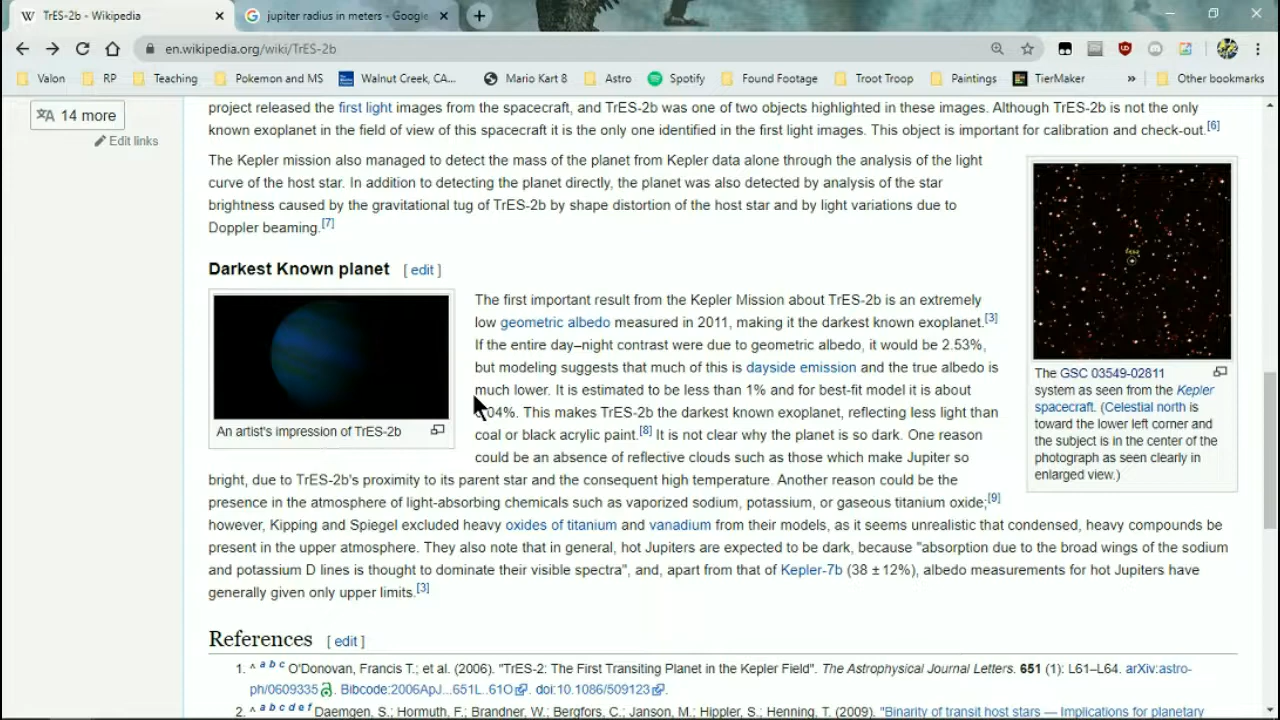 TrES-2b - Wikipedia
jupiter radius in meters - Google
en.wikipedia.org/wiki/TrES-2b
Valon RP Teaching Pokemon and MS Walnut Creek, CA... Mario Kart 8 Astro Spotify Found Footage Troot Troop Paintings TierMaker » Other bookmarks
14 more
Edit links
project released the first light images from the spacecraft, and TrES-2b was one of two objects highlighted in these images. Although TrES-2b is not the only
known exoplanet in the field of view of this spacecraft it is the only one identified in the first light images. This object is important for calibration and check-out.[6]
The Kepler mission also managed to detect the mass of the planet from Kepler data alone through the analysis of the light
curve of the host star. In addition to detecting the planet directly, the planet was also detected by analysis of the star
brightness caused by the gravitational tug of TrES-2b by shape distortion of the host star and by light variations due to
Doppler beaming.[7]
Darkest Known planet [ edit ]
An artist's impression of TrES-2b
The first important result from the Kepler Mission about TrES-2b is an extremely
low geometric albedo measured in 2011, making it the darkest known exoplanet.[3]
If the entire day–night contrast were due to geometric albedo, it would be 2.53%,
but modeling suggests that much of this is dayside emission and the true albedo is
much lower. It is estimated to be less than 1% and for best-fit model it is about
04%. This makes TrES-2b the darkest known exoplanet, reflecting less light than
coal or black acrylic paint.[8] It is not clear why the planet is so dark. One reason
could be an absence of reflective clouds such as those which make Jupiter so
bright, due to TrES-2b's proximity to its parent star and the consequent high temperature. Another reason could be the
presence in the atmosphere of light-absorbing chemicals such as vaporized sodium, potassium, or gaseous titanium oxide;[9]
however, Kipping and Spiegel excluded heavy oxides of titanium and vanadium from their models, as it seems unrealistic that condensed, heavy compounds be
present in the upper atmosphere. They also note that in general, hot Jupiters are expected to be dark, because "absorption due to the broad wings of the sodium
and potassium D lines is thought to dominate their visible spectra", and, apart from that of Kepler-7b (38 ± 12%), albedo measurements for hot Jupiters have
generally given only upper limits.[3]
The GSC 03549-02811
system as seen from the Kepler
spacecraft. (Celestial north is
toward the lower left corner and
the subject is in the center of the
photograph as seen clearly in
enlarged view.)
References [ edit ]
1. ^ a b c O'Donovan, Francis T.; et al. (2006). "TrES-2: The First Transiting Planet in the Kepler Field". The Astrophysical Journal Letters. 651 (1): L61–L64. arXiv:astro-
ph/0609335. Bibcode:2006ApJ...651L..61O. doi:10.1086/509123.
2. ^ a b c d e f Daemgen, S.; Hormuth, F.; Brandner, W.; Bergfors, C.; Janson, M.; Hippler, S.; Henning, T. (2009). "Binarity of transit host stars — Implications for planetary